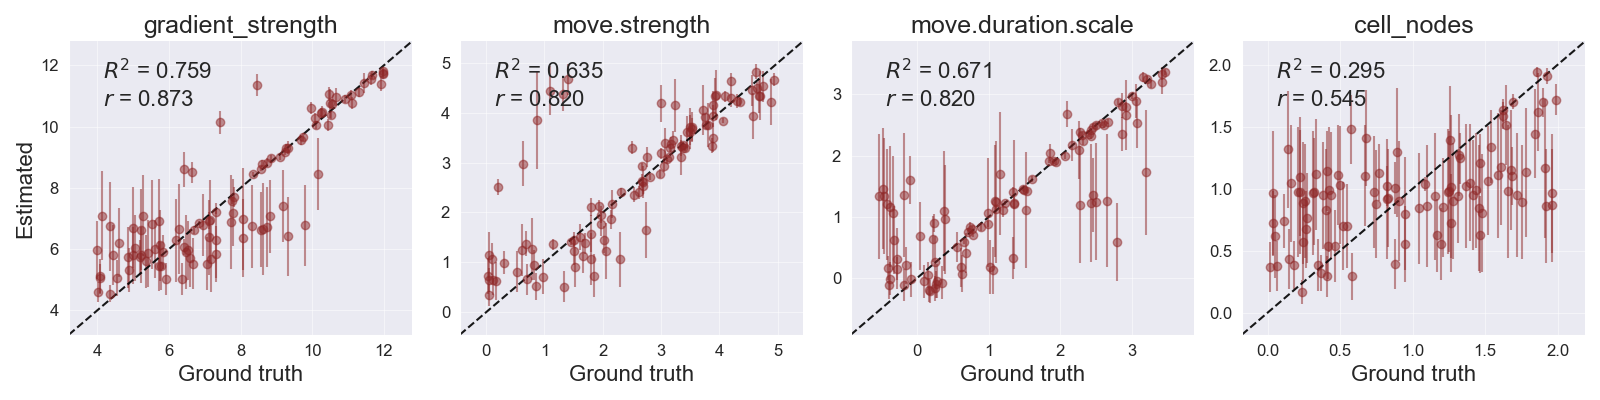 gradient_strength
R² = 0.759
r = 0.873
12
10
8
6
4
Estimated
4 6 8 10 12
Ground truth
move.strength
R² = 0.635
r = 0.820
5
4
3
2
1
0
0 1 2 3 4 5
Ground truth
move.duration.scale
R² = 0.671
r = 0.820
3
2
1
0
0 1 2 3
Ground truth
cell_nodes
R² = 0.295
r = 0.545
2.0
1.5
1.0
0.5
0.0
0.0 0.5 1.0 1.5 2.0
Ground truth